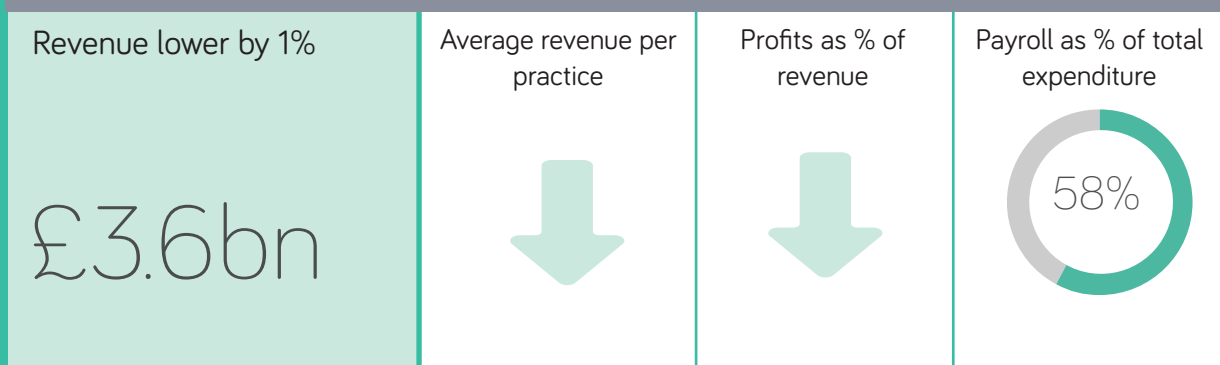 Revenue lower by 1%
£3.6bn
Average revenue per
practice
Profits as % of
revenue
Payroll as % of total
expenditure
58%